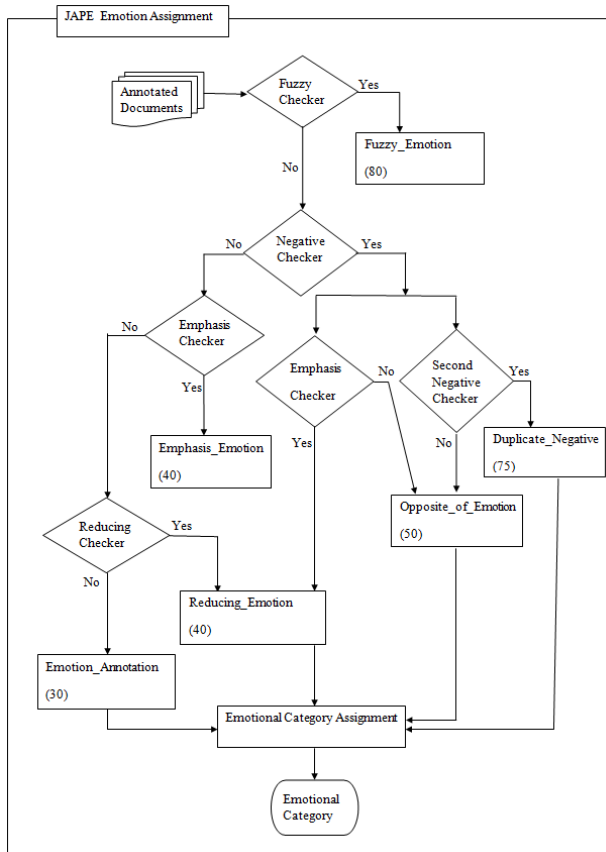 JAPE Emotion Assignment
Annotated
Documents
Fuzzy
Checker
Yes
Fuzzy_Emotion
(80)
No
Negative
Checker
No
Yes
Emphasis
Checker
No
Yes
Emphasis_Emotion
(40)
Emphasis
Checker
No
Yes
Second
Negative
Checker
Yes
No
Duplicate_Negative
(75)
Opposite_of_Emotion
(50)
Reducing
Checker
Yes
No
Reducing_Emotion
(40)
Emotion_Annotation
(30)
Emotional Category Assignment
Emotional
Category